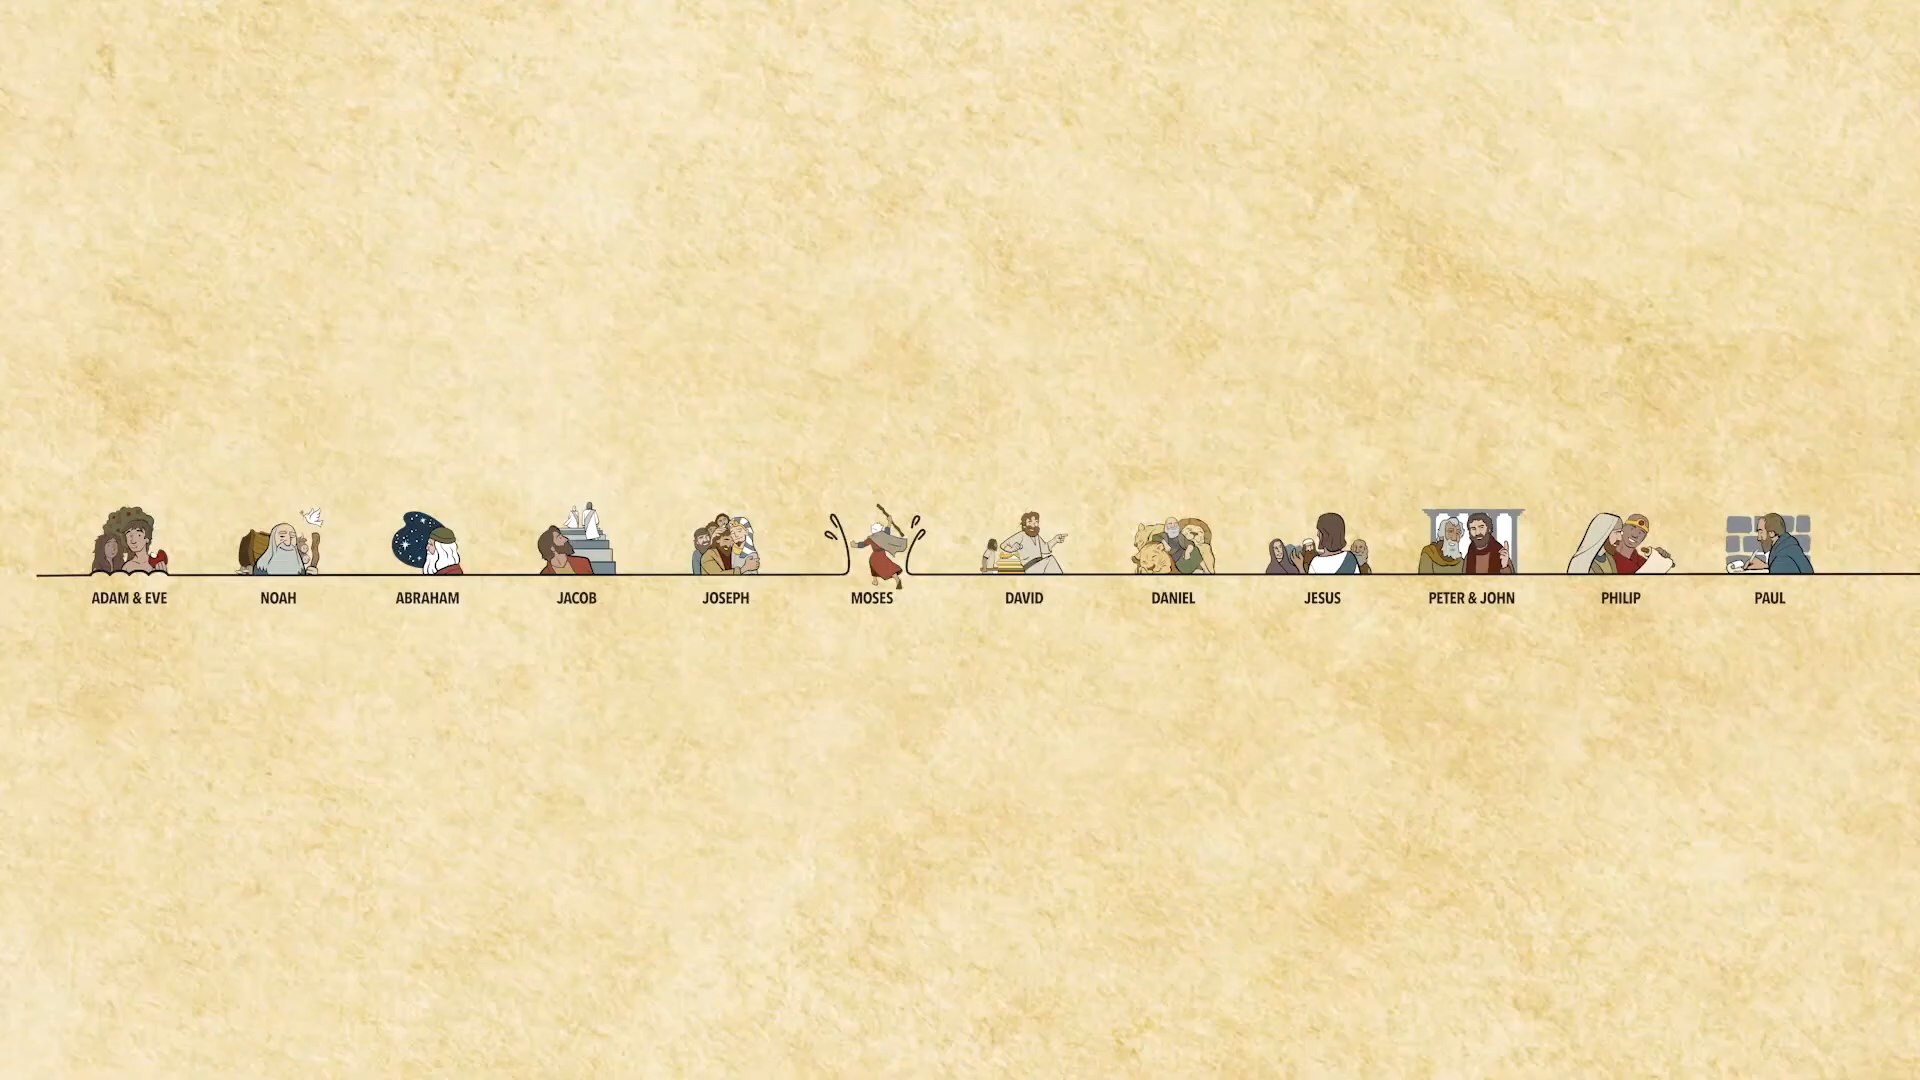 ADAM & EVE
NOAH
ABRAHAM
JACOB
JOSEPH
MOSES
DAVID
DANIEL
JESUS
PETER & JOHN
PHILIP
PAUL